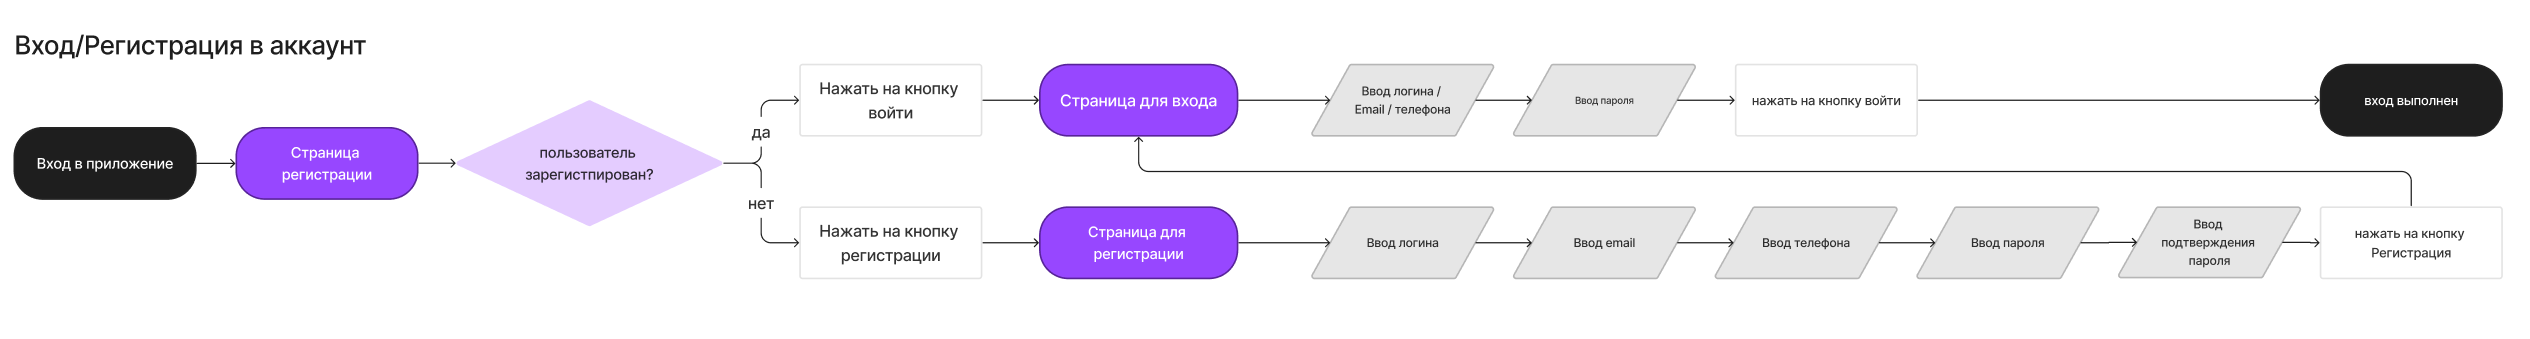 Вход/Регистрация в аккаунт
Вход в приложение
Страница
регистрации
пользователь
зарегистпирован?
да
Нажать на кнопку
войти
Страница для входа
Ввод логина /
Email / телефона
Ввод пароля
нажать на кнопку войти
вход выполнен
нет
Нажать на кнопку
регистрации
Страница для
регистрации
Ввод логина
Ввод email
Ввод телефона
Ввод пароля
Ввод
подтверждения
пароля
нажать на кнопку
Регистрация